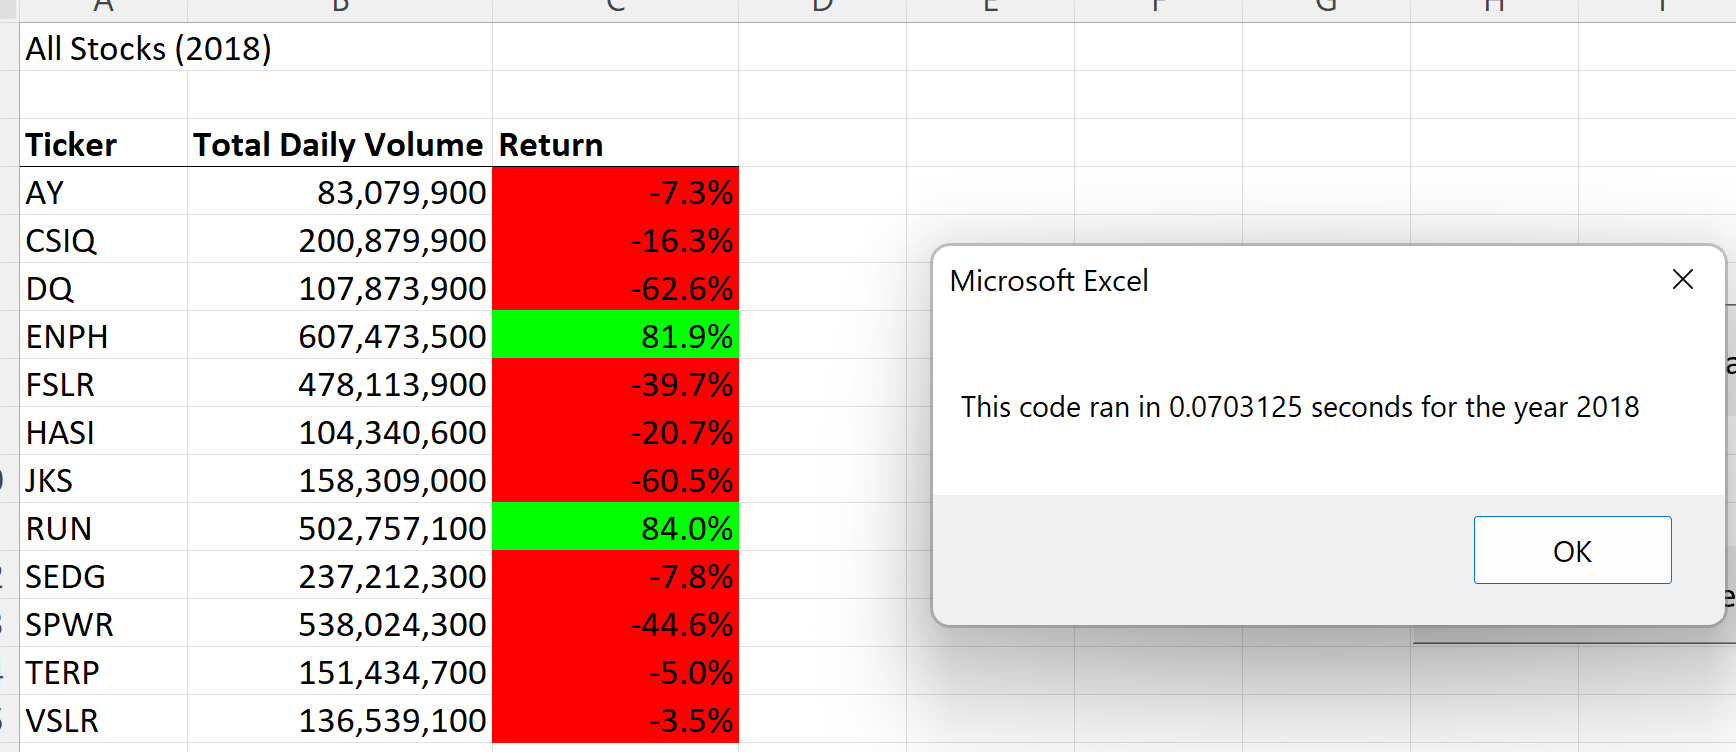 A B C D E F G H I
All Stocks (2018)
Ticker Total Daily Volume Return
AY 83,079,900 -7.3%
CSIQ 200,879,900 -16.3%
DQ 107,873,900 -62.6%
ENPH 607,473,500 81.9%
FSLR 478,113,900 -39.7%
HASI 104,340,600 -20.7%
JKS 158,309,000 -60.5%
RUN 502,757,100 84.0%
SEDG 237,212,300 -7.8%
SPWR 538,024,300 -44.6%
TERP 151,434,700 -5.0%
VSLR 136,539,100 -3.5%
Microsoft Excel
This code ran in 0.0703125 seconds for the year 2018
OK